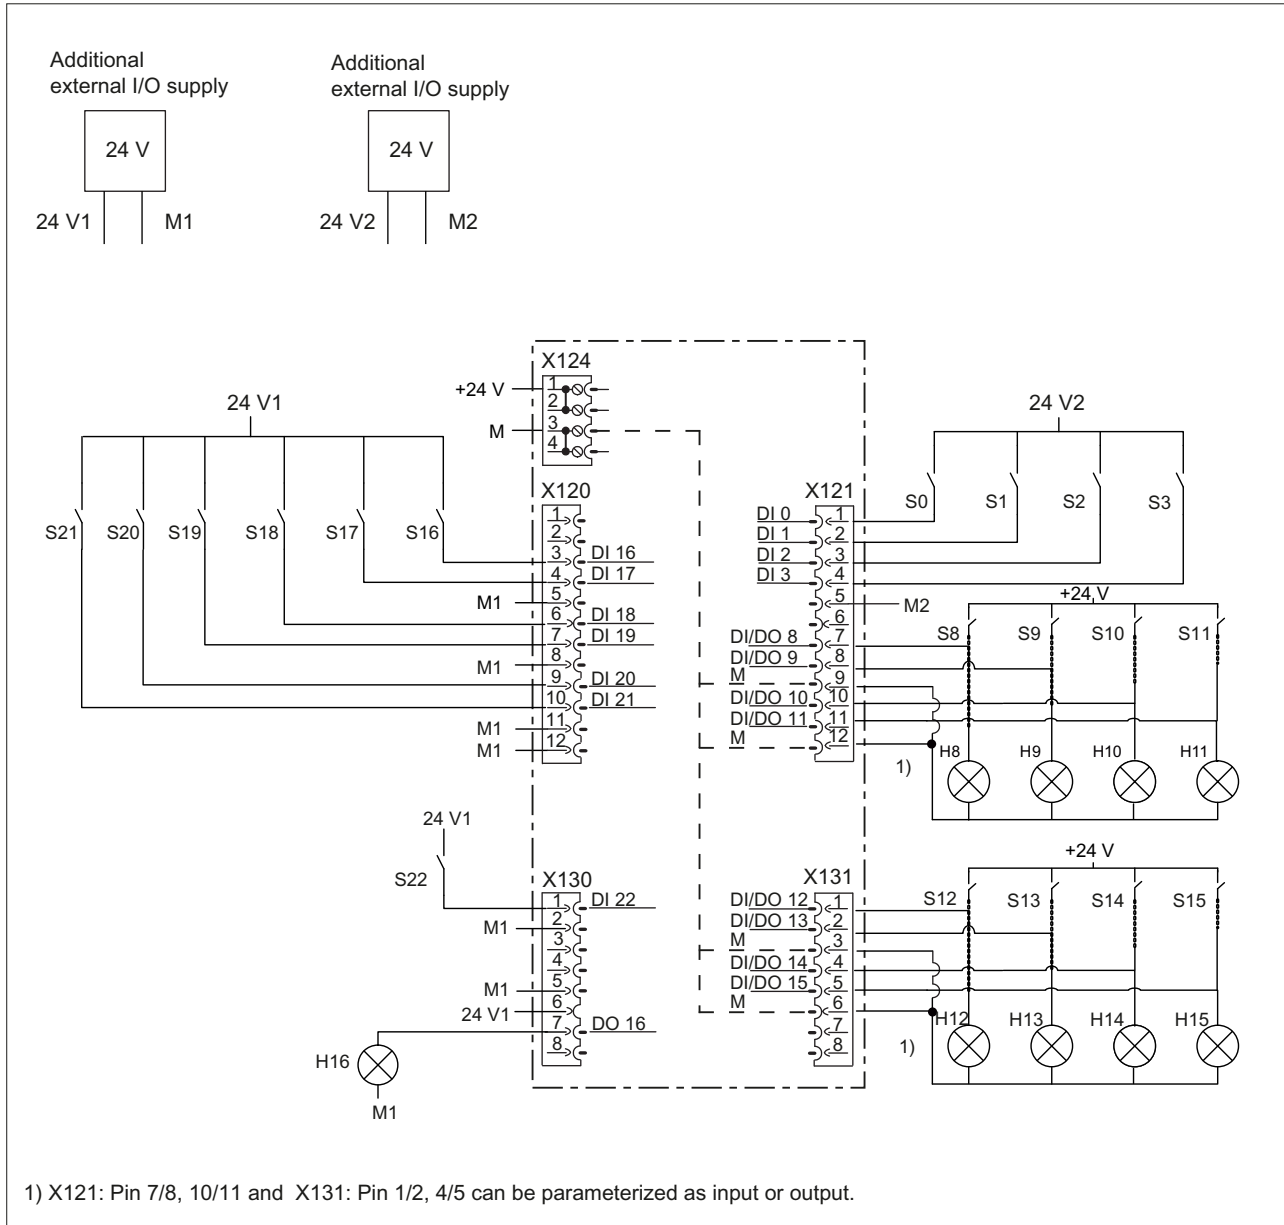 Additional
external I/O supply
24 V
24 V1
M1
Additional
external I/O supply
24 V
24 V2
M2
X124
+24 V
M
1
2
3
4
24 V1
S21
S20
S19
S18
S17
S16
X120
1
2
3
DI 16
4
DI 17
M1
5
6
DI 18
7
DI 19
M1
8
9
DI 20
10
DI 21
M1
11
M1
12
24 V2
S0
S1
S2
S3
X121
DI 0
1
DI 1
2
DI 2
3
DI 3
4
5
M2
6
DI/DO 8
7
DI/DO 9
8
M
9
DI/DO 10
10
DI/DO 11
11
M
12
+24 V
S8
S9
S10
S11
H8
H9
H10
H11
1)
24 V1
S22
X130
1
DI 22
M1
2
3
4
M1
5
24 V1
6
7
DO 16
8
H16
M1
X131
DI/DO 12
1
DI/DO 13
2
M
3
DI/DO 14
4
DI/DO 15
5
M
6
7
8
+24 V
S12
S13
S14
S15
H12
H13
H14
H15
1)
1) X121: Pin 7/8, 10/11 and X131: Pin 1/2, 4/5 can be parameterized as input or output.